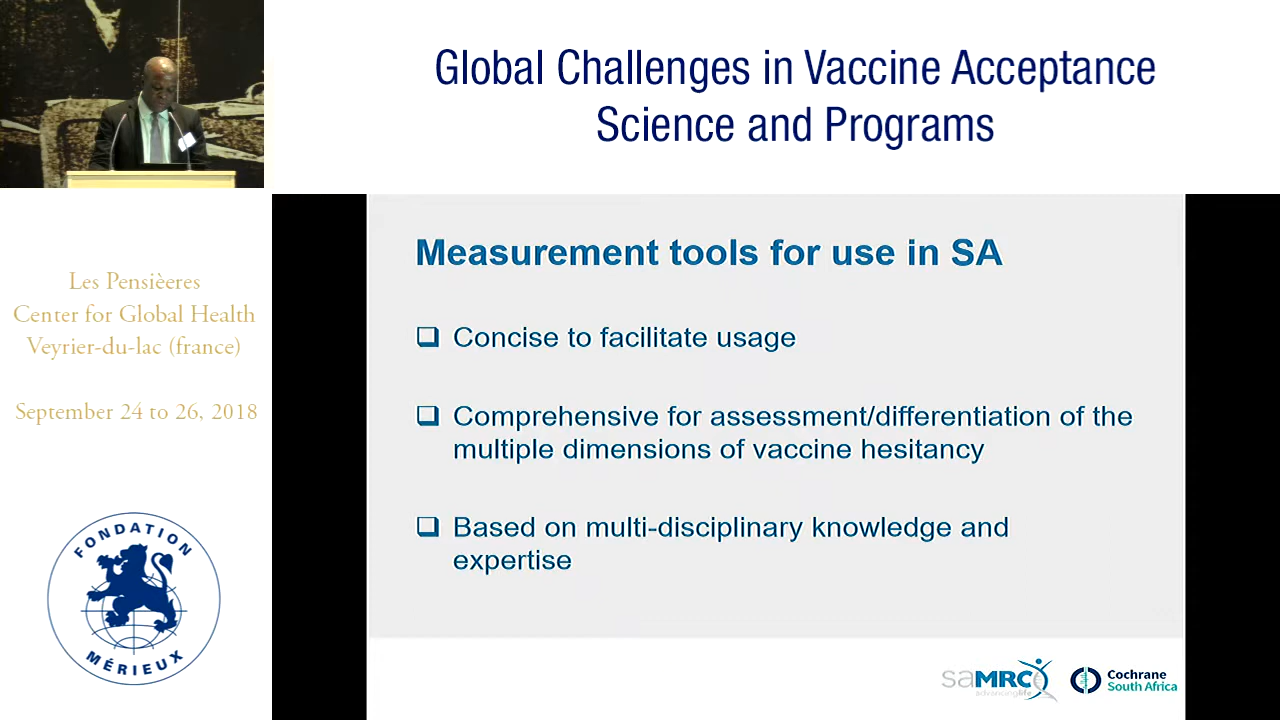 Global Challenges in Vaccine Acceptance
Science and Programs
Les Pensièeres
Center for Global Health
Veyrier-du-lac (france)
September 24 to 26, 2018
FONDATION
MÉRIEUX
Measurement tools for use in SA
Concise to facilitate usage
Comprehensive for assessment/differentiation of the
multiple dimensions of vaccine hesitancy
Based on multi-disciplinary knowledge and
expertise
saMRC
advancinglife
Cochrane
South Africa